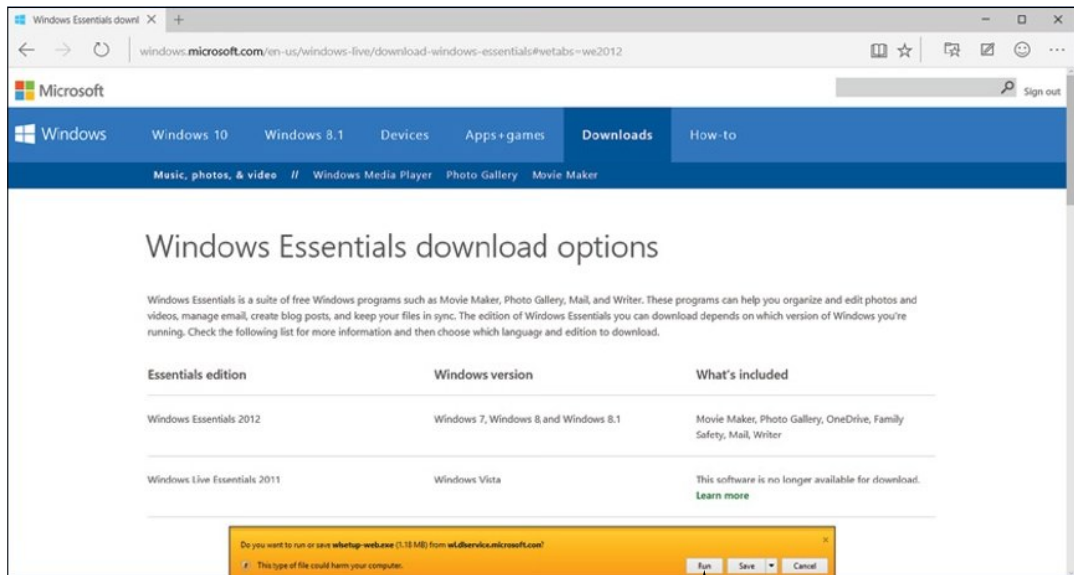 Windows Essentials downl
windows.microsoft.com/en-us/windows-live/download-windows-essentials#wetabs=we2012
Microsoft
Sign out
Windows Windows 10 Windows 8.1 Devices Apps+games Downloads How-to
Music, photos, & video // Windows Media Player Photo Gallery Movie Maker
Windows Essentials download options
Windows Essentials is a suite of free Windows programs such as Movie Maker, Photo Gallery, Mail, and Writer. These programs can help you organize and edit photos and
videos, manage email, create blog posts, and keep your files in sync. The edition of Windows Essentials you can download depends on which version of Windows you're
running. Check the following list for more information and then choose which language and edition to download.
Essentials edition Windows version What's included
Windows Essentials 2012 Windows 7, Windows 8 and Windows 8.1 Movie Maker, Photo Gallery, OneDrive, Family
Safety, Mail, Writer
Windows Live Essentials 2011 Windows Vista This software is no longer available for download.
Learn more
Do you want to run or save wlsetup-web.exe (1.18 MB) from wl.dlservice.microsoft.com?
This type of file could harm your computer.
Run Save Cancel